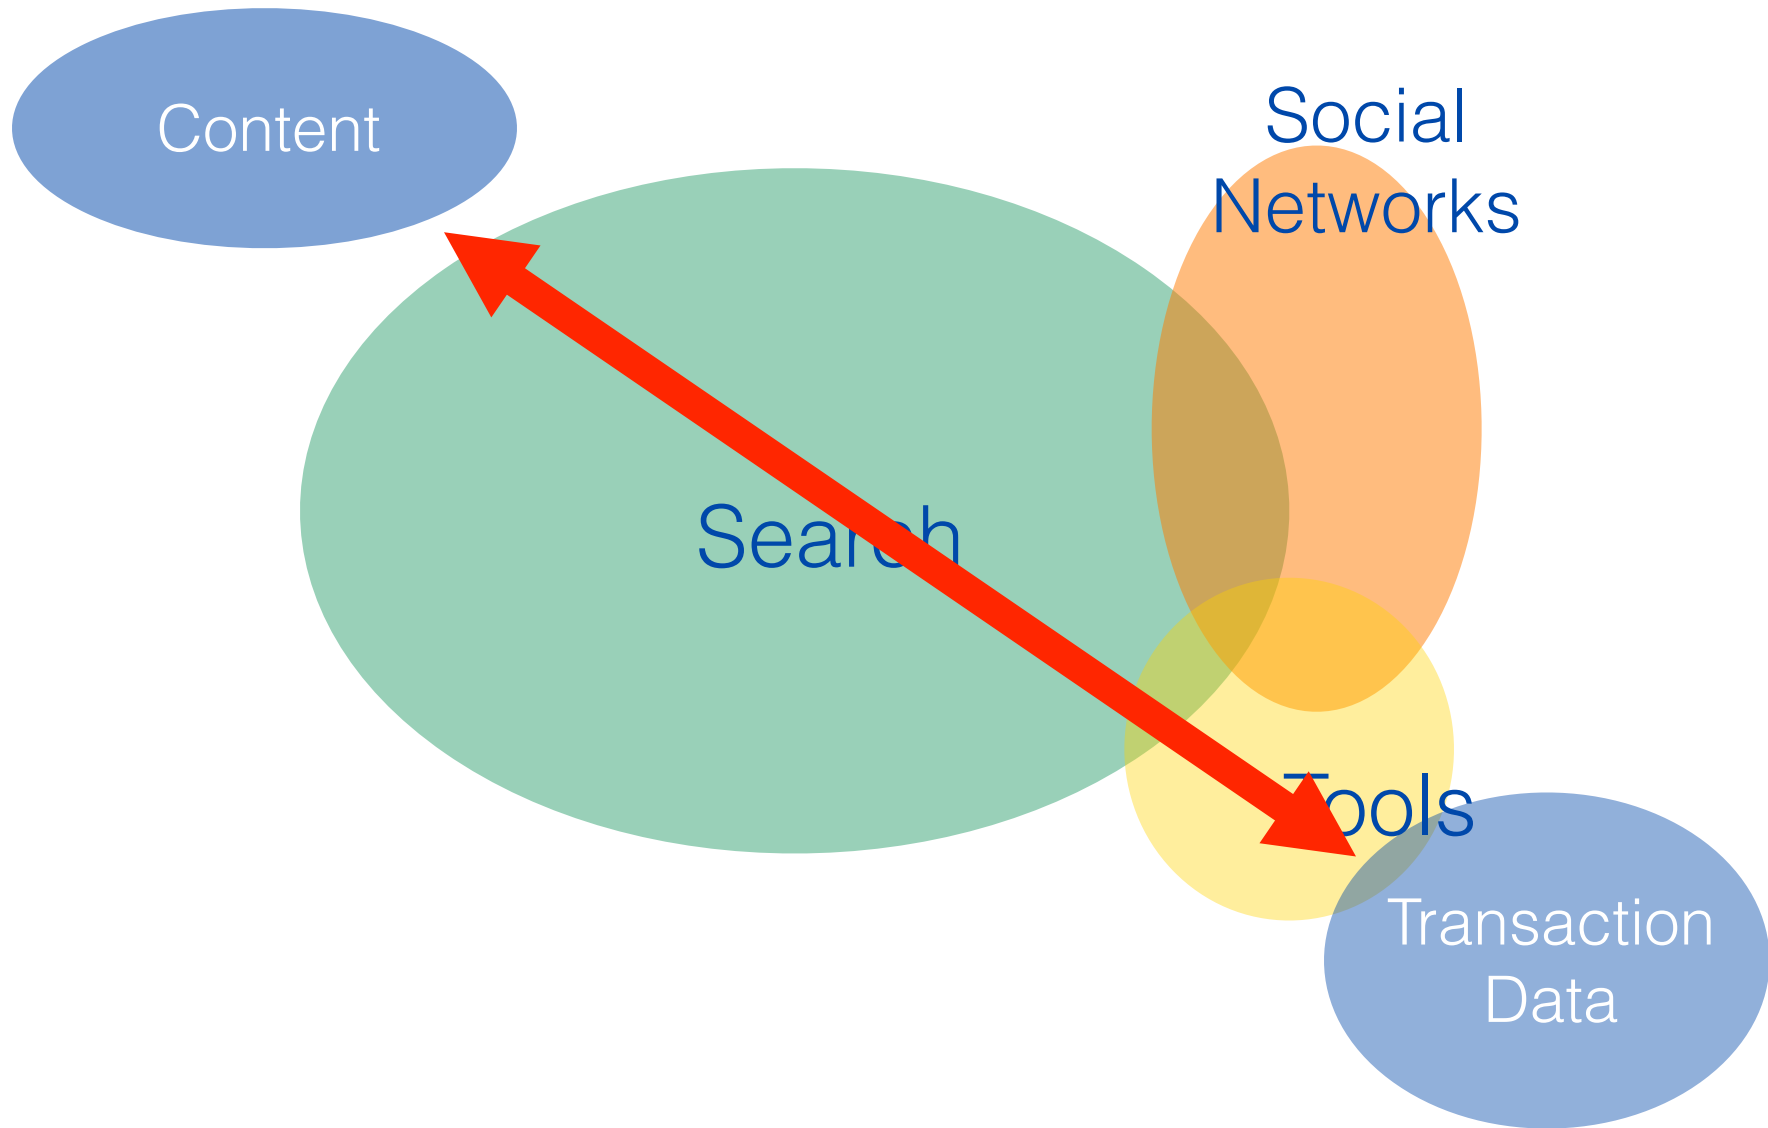 Content
Social
Networks
Search
Tools
Transaction
Data